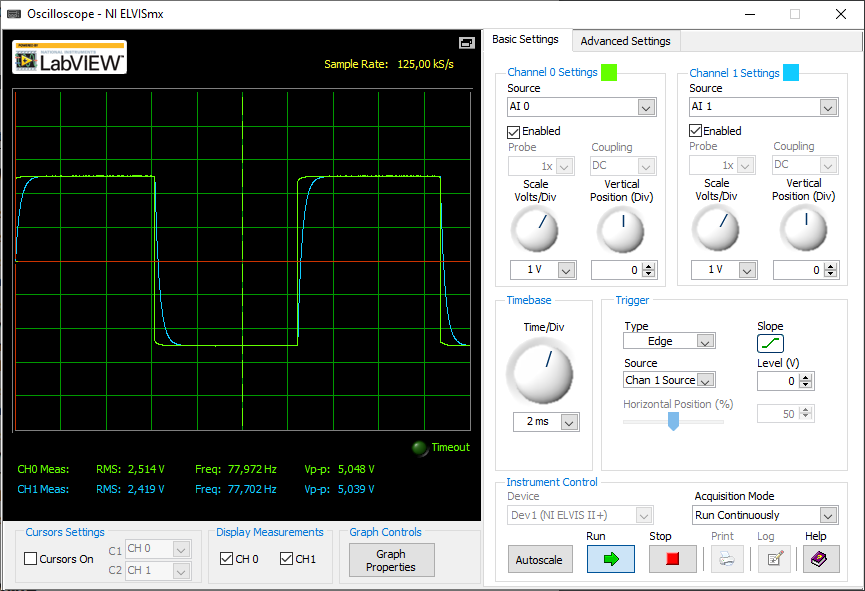 Oscilloscope - NI ELVISmx
POWERED BY
NATIONAL INSTRUMENTS
LabVIEW™
Sample Rate: 125,00 kS/s
Timeout
CH0 Meas: RMS: 2,514 V Freq: 77,972 Hz Vp-p: 5,048 V
CH1 Meas: RMS: 2,419 V Freq: 77,702 Hz Vp-p: 5,039 V
Cursors Settings
Cursors On
C1 CH 0
C2 CH 1
Display Measurements
CH 0 CH1
Graph Controls
Graph
Properties
Basic Settings Advanced Settings
Channel 0 Settings
Source
AI 0
Enabled
Probe Coupling
1x DC
Scale Vertical
Volts/Div Position (Div)
1 V 0
Channel 1 Settings
Source
AI 1
Enabled
Probe Coupling
1x DC
Scale Vertical
Volts/Div Position (Div)
1 V 0
Timebase
Time/Div
2 ms
Trigger
Type Slope
Edge
Source Level (V)
Chan 1 Source 0
Horizontal Position (%)
50
Instrument Control
Device Acquisition Mode
Dev1 (NI ELVIS II+) Run Continuously
Run Stop Print Log Help
Autoscale